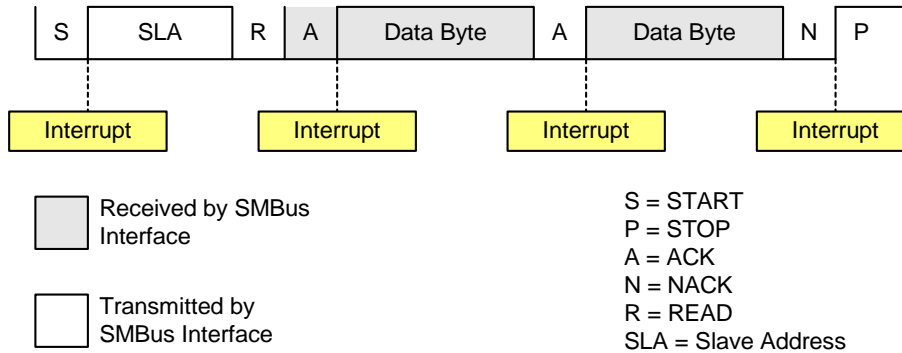 S SLA R A Data Byte A Data Byte N P
Interrupt Interrupt Interrupt Interrupt
Received by SMBus
Interface
Transmitted by
SMBus Interface
S = START
P = STOP
A = ACK
N = NACK
R = READ
SLA = Slave Address